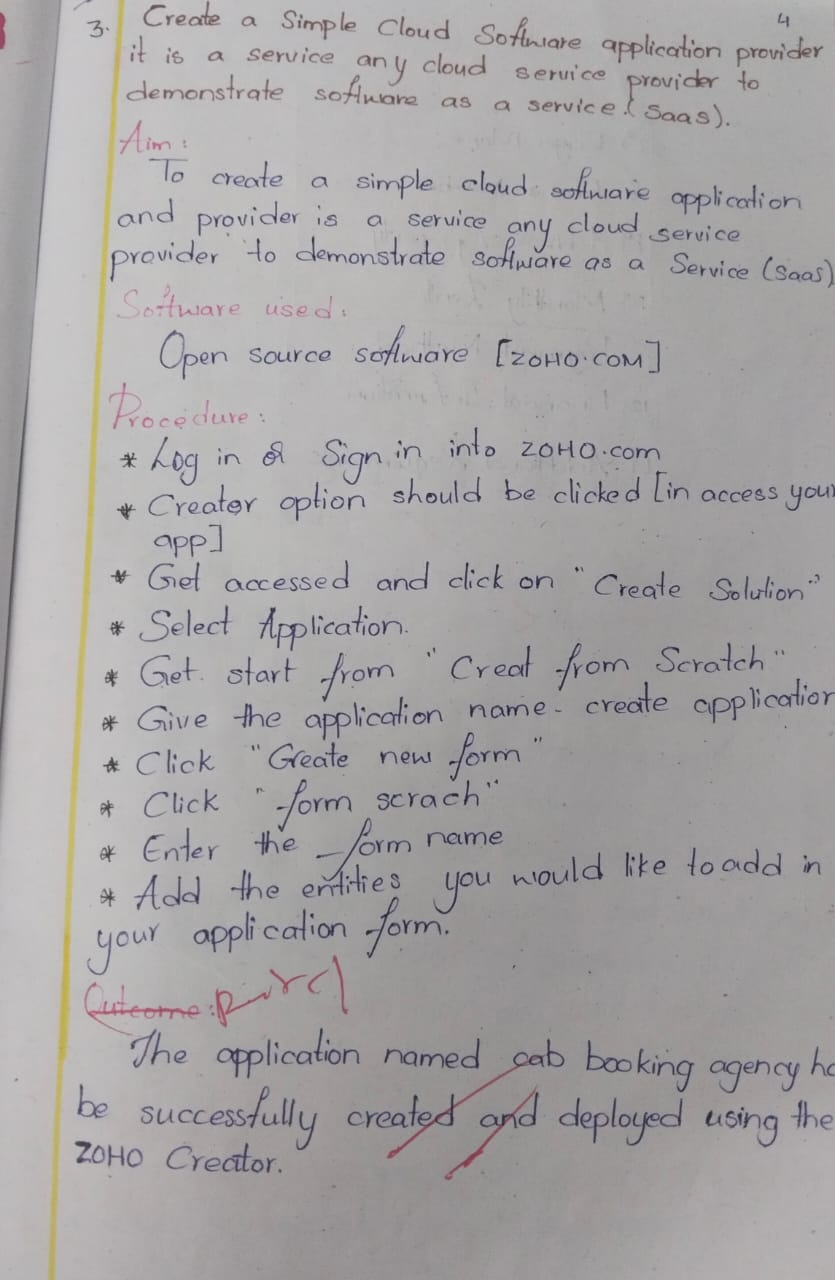 4
3. Create a Simple Cloud Software application provider
it is a service any cloud service provider to
demonstrate software as a service (Saas).
Aim:
To create a simple cloud software application
and provider is a service any cloud service
provider to demonstrate software as a Service (Saas)
Software used:
Open source software [ZOHO.COM]
Procedure:
* Log in or Sign in into ZOHO.com
* Creator option should be clicked [in access your
app]
* Get accessed and click on "Create Solution"
* Select Application.
* Get start from "Creat from Scratch"
* Give the application name - create application
* Click "Create new form"
* Click "form scrach"
* Enter the form name
* Add the entities you would like to add in
your application form.
Outcome:
The application named cab booking agency ha
be successfully created and deployed using the
ZOHO Creator.